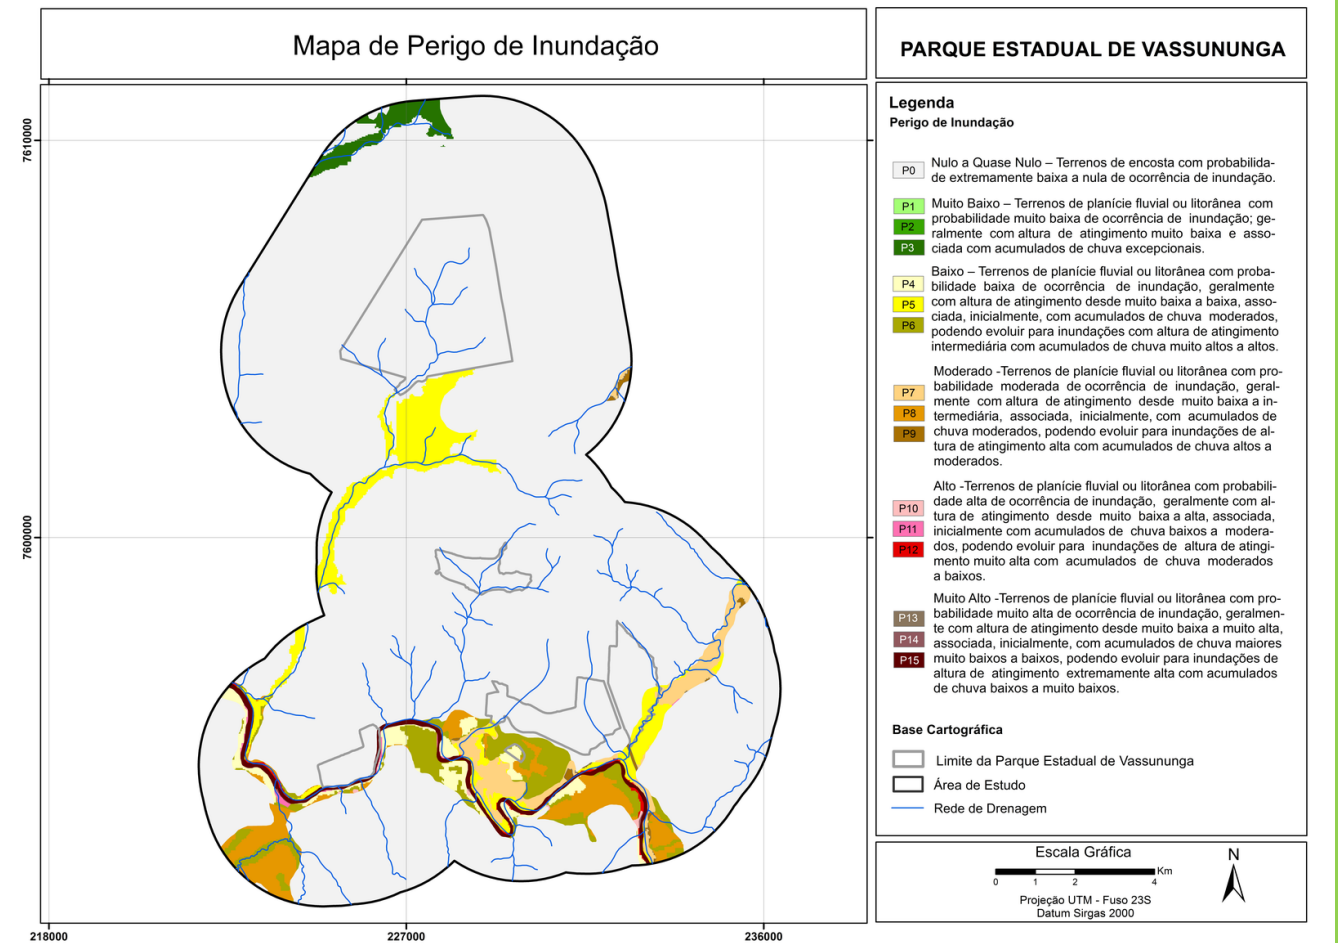 Mapa de Perigo de Inundação
7610000
7600000
218000
227000
236000
PARQUE ESTADUAL DE VASSUNUNGA
Legenda
Perigo de Inundação
P0
Nulo a Quase Nulo – Terrenos de encosta com probabilida-
de extremamente baixa a nula de ocorrência de inundação.
P1
P2
P3
Muito Baixo – Terrenos de planície fluvial ou litorânea com
probabilidade muito baixa de ocorrência de inundação; ge-
ralmente com altura de atingimento muito baixa e asso-
ciada com acumulados de chuva excepcionais.
P4
P5
P6
Baixo – Terrenos de planície fluvial ou litorânea com proba-
bilidade baixa de ocorrência de inundação, geralmente
com altura de atingimento desde muito baixa a baixa, asso-
ciada, inicialmente, com acumulados de chuva moderados,
podendo evoluir para inundações com altura de atingimento
intermediária com acumulados de chuva muito altos a altos.
P7
P8
P9
Moderado -Terrenos de planície fluvial ou litorânea com pro-
babilidade moderada de ocorrência de inundação, geral-
mente com altura de atingimento desde muito baixa a in-
termediária, associada, inicialmente, com acumulados de
chuva moderados, podendo evoluir para inundações de al-
tura de atingimento alta com acumulados de chuva altos a
moderados.
P10
P11
P12
Alto -Terrenos de planície fluvial ou litorânea com probabili-
dade alta de ocorrência de inundação, geralmente com al-
tura de atingimento desde muito baixa a alta, associada,
inicialmente com acumulados de chuva baixos a modera-
dos, podendo evoluir para inundações de altura de atingi-
mento muito alta com acumulados de chuva moderados
a baixos.
P13
P14
P15
Muito Alto -Terrenos de planície fluvial ou litorânea com pro-
babilidade muito alta de ocorrência de inundação, geralmen-
te com altura de atingimento desde muito baixa a muito alta,
associada, inicialmente, com acumulados de chuva maiores
muito baixos a baixos, podendo evoluir para inundações de
altura de atingimento extremamente alta com acumulados
de chuva baixos a muito baixos.
Base Cartográfica
Limite da Parque Estadual de Vassununga
Área de Estudo
Rede de Drenagem
Escala Gráfica
Km
0 1 2 4
N
Projeção UTM - Fuso 23S
Datum Sirgas 2000